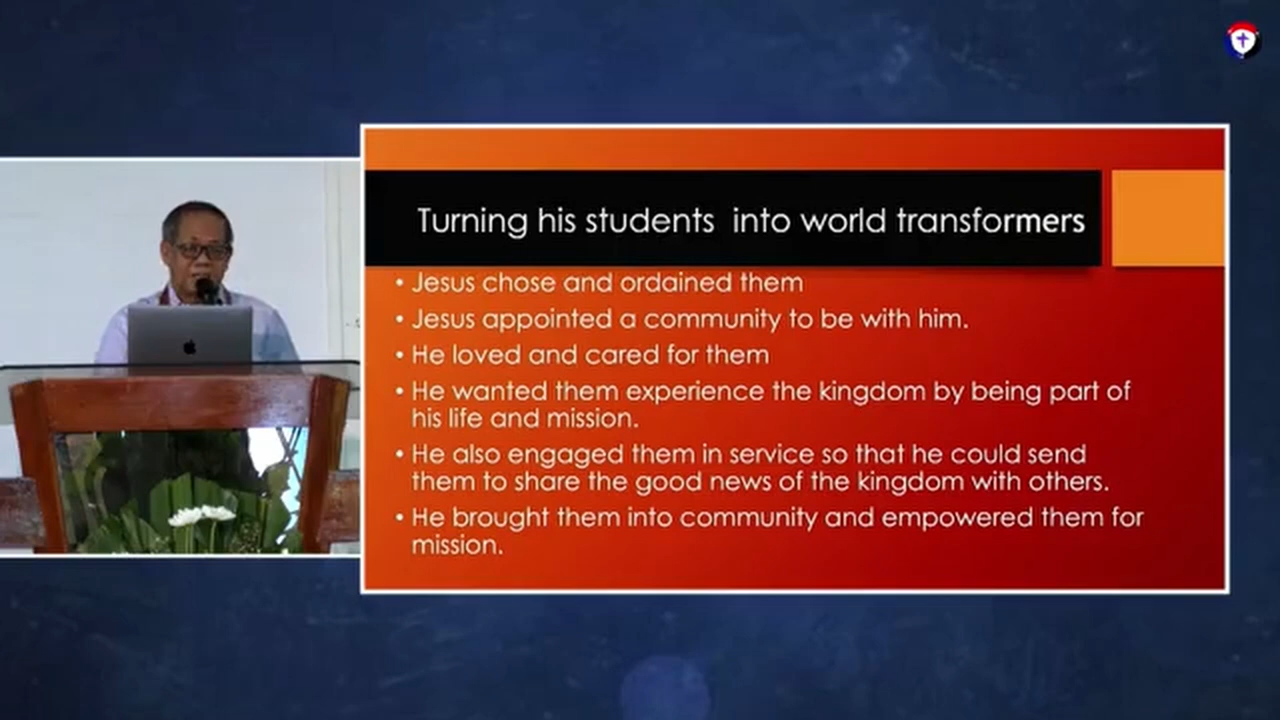 Turning his students  into world transformers
• Jesus chose and ordained them
• Jesus appointed a community to be with him.
• He loved and cared for them
• He wanted them experience the kingdom by being part of
his life and mission.
• He also engaged them in service so that he could send
them to share the good news of the kingdom with others.
• He brought them into community and empowered them for
mission.